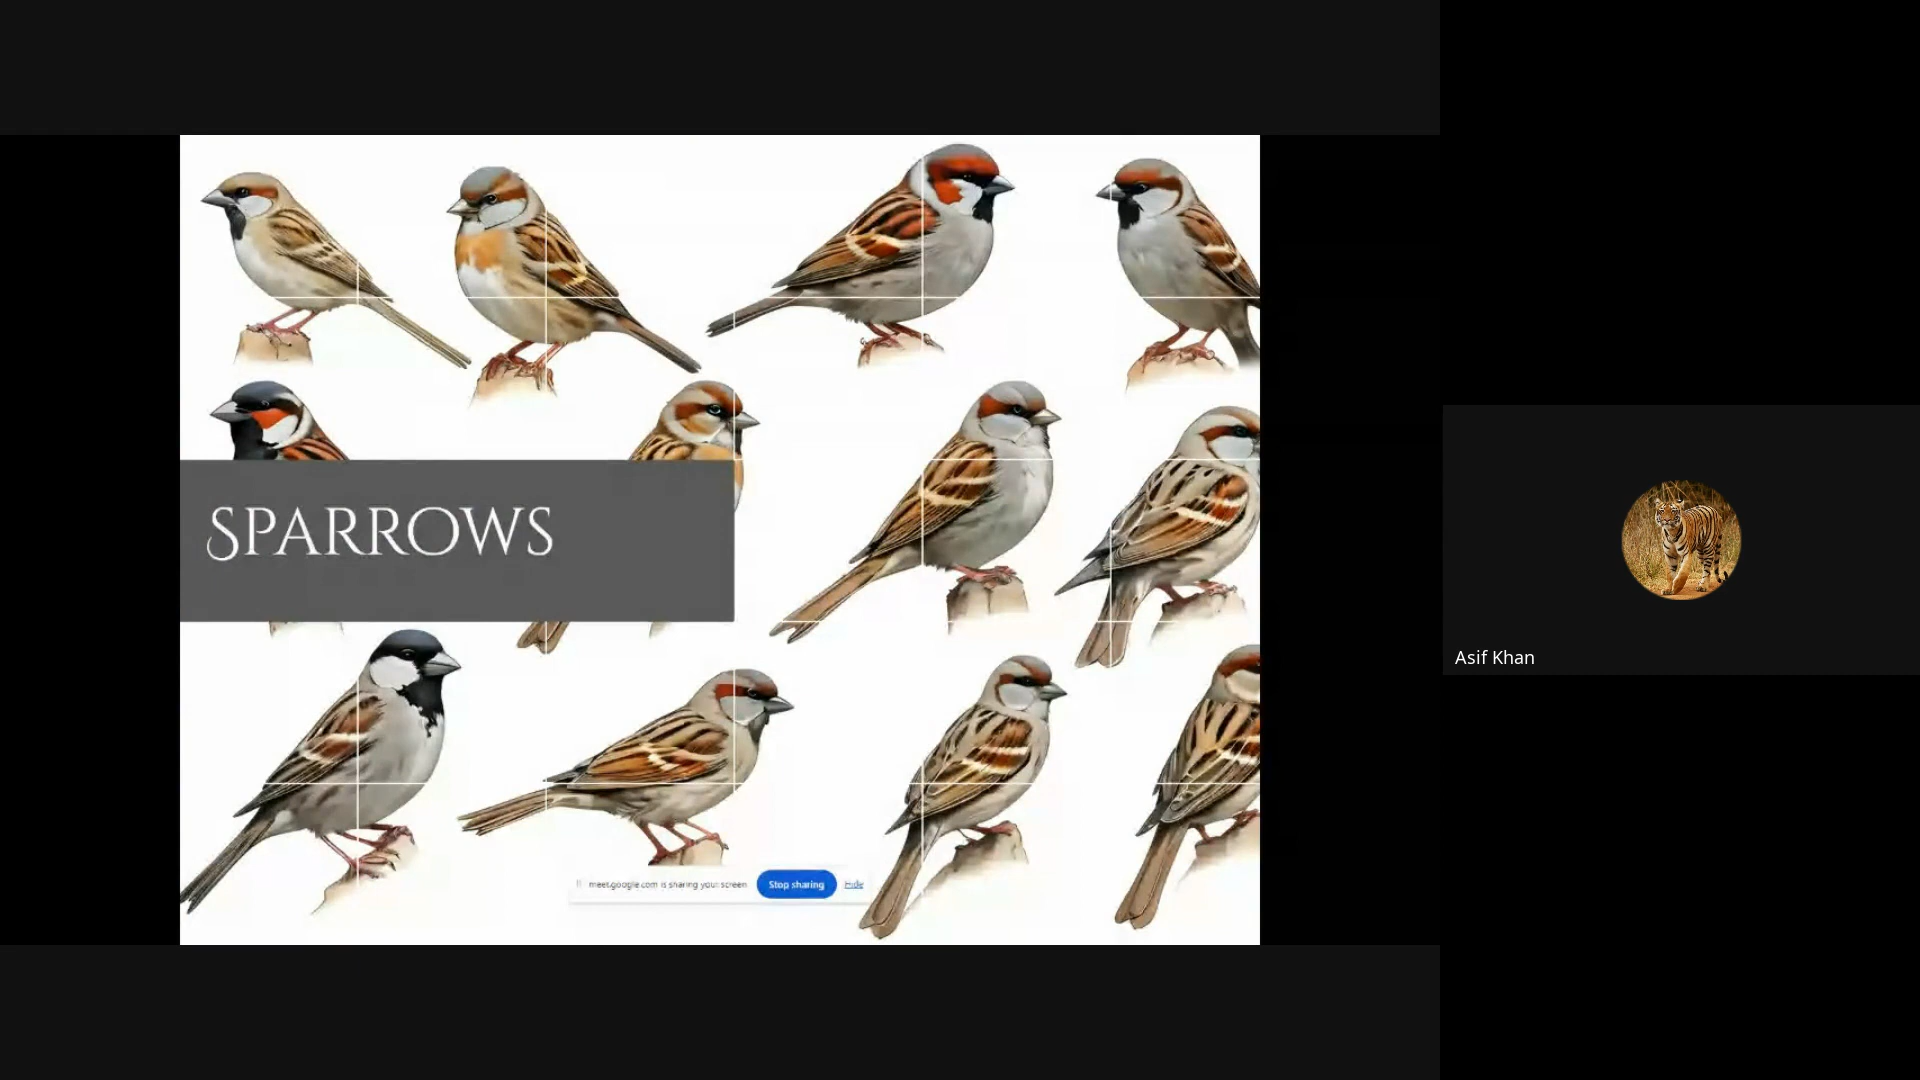 SPARROWS
meet.google.com is sharing your screen
Stop sharing
Hide
Asif Khan